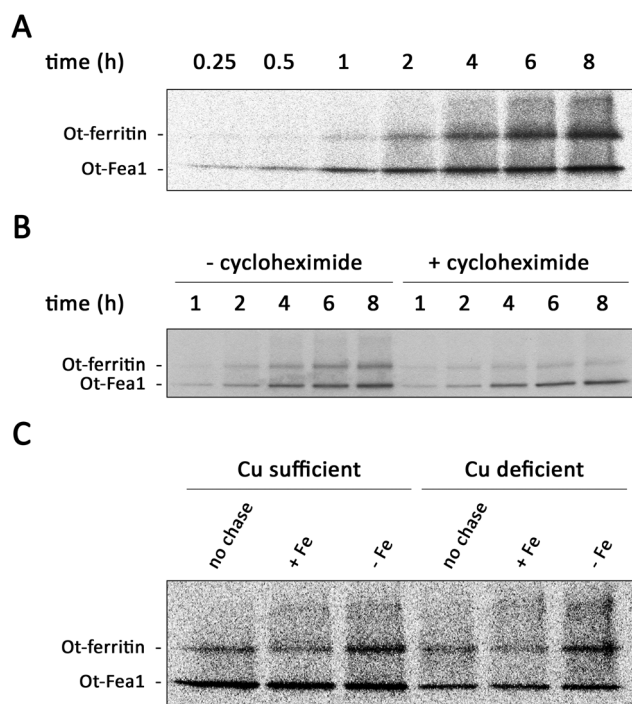 A
time (h) 0.25 0.5 1 2 4 6 8
Ot-ferritin -
Ot-Fea1 -
B
- cycloheximide + cycloheximide
time (h) 1 2 4 6 8 1 2 4 6 8
Ot-ferritin -
Ot-Fea1 -
C
Cu sufficient Cu deficient
no chase + Fe - Fe no chase + Fe - Fe
Ot-ferritin -
Ot-Fea1 -